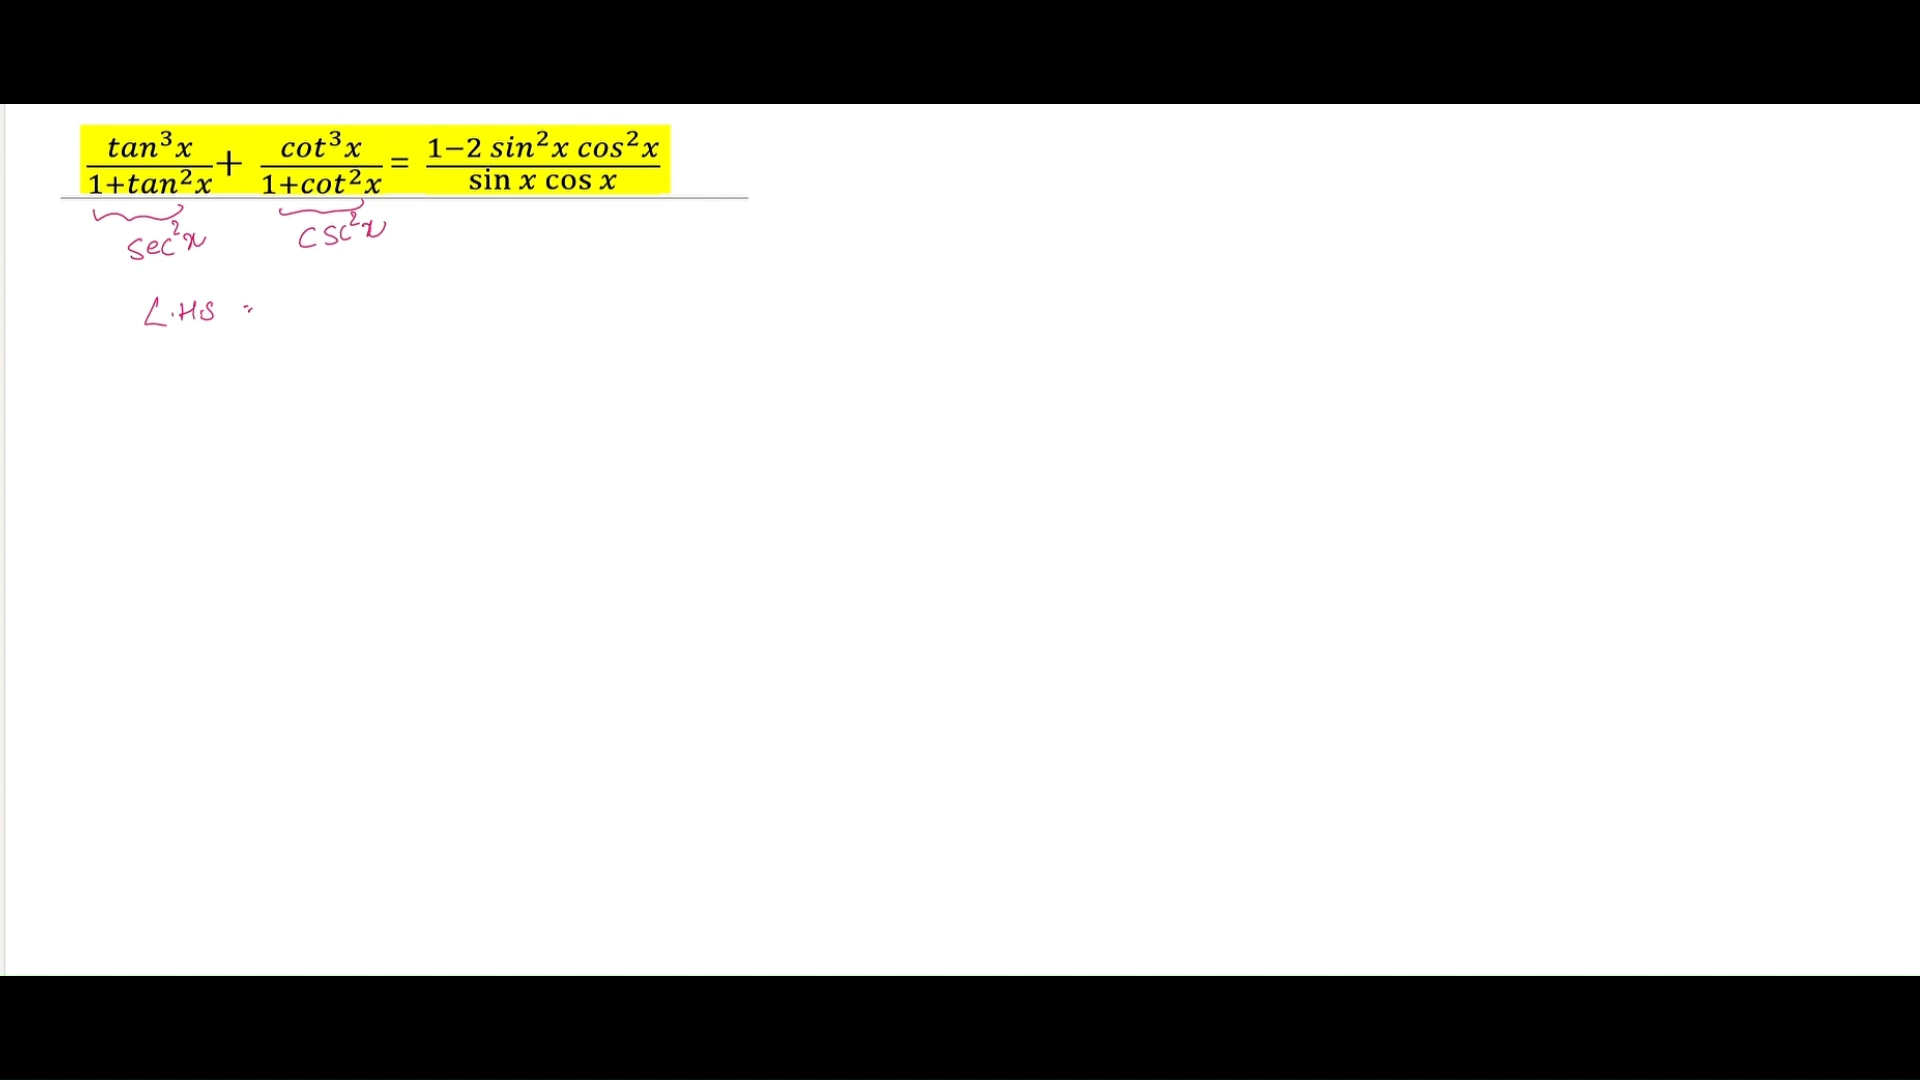 tan³x/1+tan²x + cot³x/1+cot²x = 1−2 sin²x cos²x/sin x cos x
sec²x csc²x
L.HS =